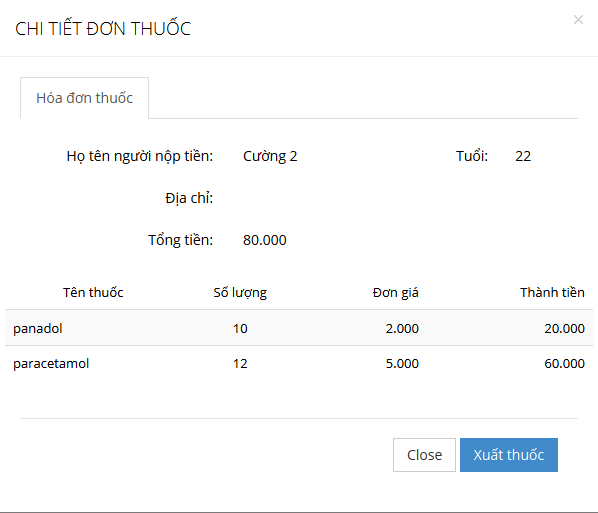 CHI TIẾT ĐƠN THUỐC ×
Hóa đơn thuốc
Họ tên người nộp tiền: Cường 2 Tuổi: 22
Địa chỉ:
Tổng tiền: 80.000
Tên thuốc Số lượng Đơn giá Thành tiền
panadol 10 2.000 20.000
paracetamol 12 5.000 60.000
Close Xuất thuốc